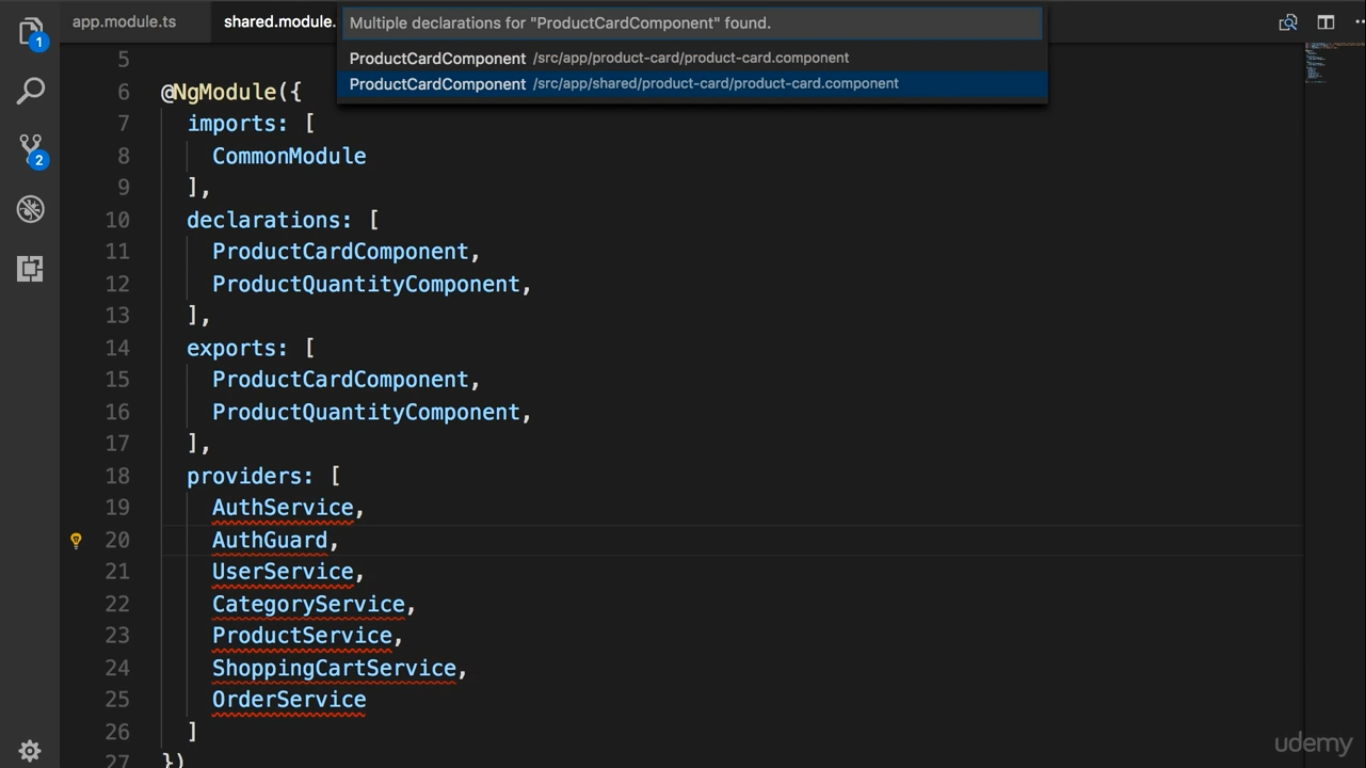 app.module.ts
shared.module.
Multiple declarations for "ProductCardComponent" found.
ProductCardComponent /src/app/product-card/product-card.component
ProductCardComponent /src/app/shared/product-card/product-card.component
1
2
5
6 @NgModule({
7 imports: [
8 CommonModule
9 ],
10 declarations: [
11 ProductCardComponent,
12 ProductQuantityComponent,
13 ],
14 exports: [
15 ProductCardComponent,
16 ProductQuantityComponent,
17 ],
18 providers: [
19 AuthService,
20 AuthGuard,
21 UserService,
22 CategoryService,
23 ProductService,
24 ShoppingCartService,
25 OrderService
26 ]
27 })
udemy